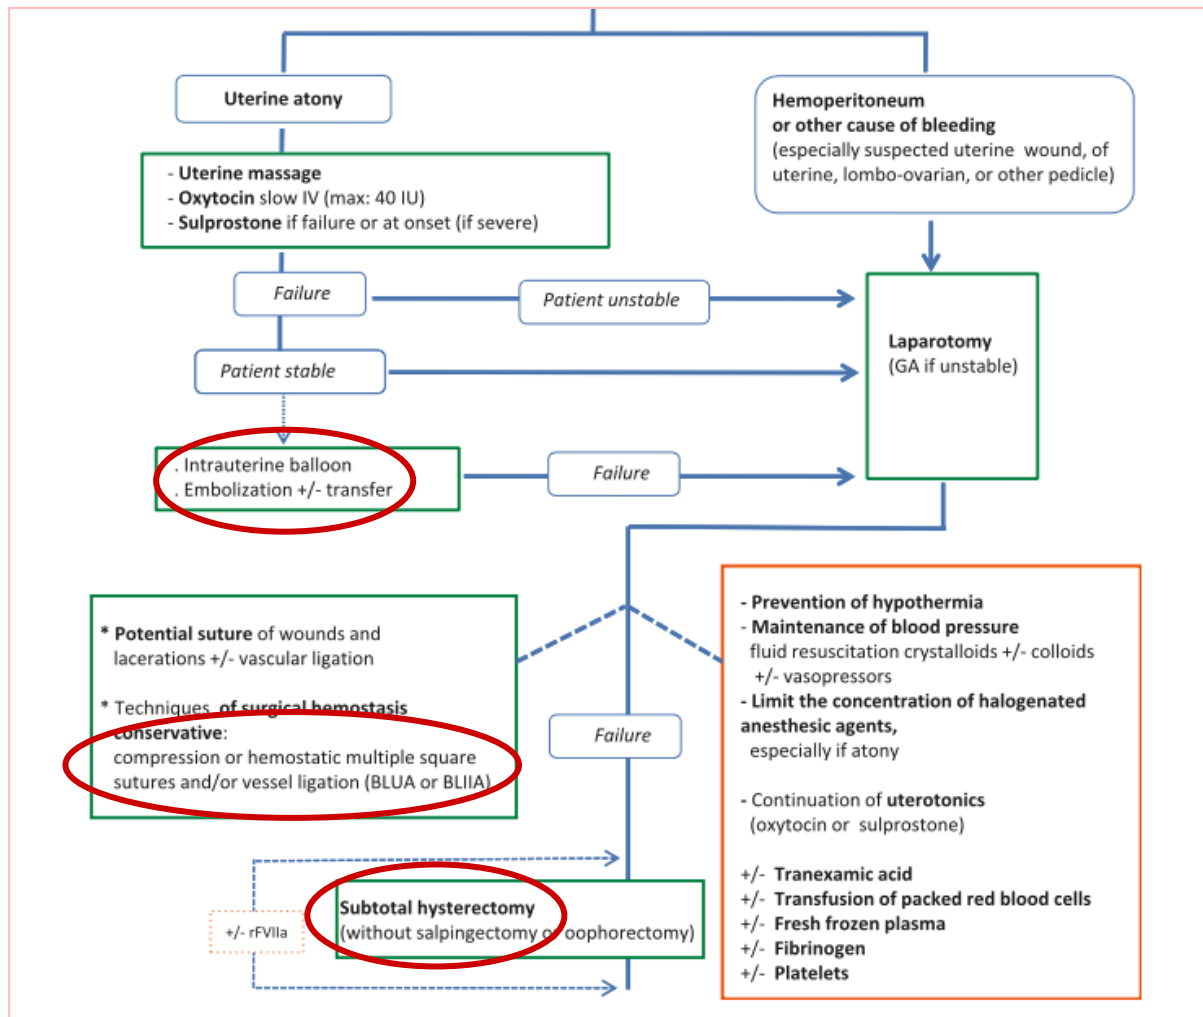 Uterine atony
Hemoperitoneum
or other cause of bleeding
(especially suspected uterine wound, of
uterine, lombo-ovarian, or other pedicle)
- Uterine massage
- Oxytocin slow IV (max: 40 IU)
- Sulprostone if failure or at onset (if severe)
Failure
Patient unstable
Laparotomy
(GA if unstable)
Patient stable
. Intrauterine balloon
. Embolization +/- transfer
Failure
* Potential suture of wounds and
lacerations +/- vascular ligation
* Techniques of surgical hemostasis
conservative:
compression or hemostatic multiple square
sutures and/or vessel ligation (BLUA or BLIIA)
- Prevention of hypothermia
- Maintenance of blood pressure
fluid resuscitation crystalloids +/- colloids
+/- vasopressors
- Limit the concentration of halogenated
anesthesic agents,
especially if atony
- Continuation of uterotonics
(oxytocin or sulprostone)
+/- Tranexamic acid
+/- Transfusion of packed red blood cells
+/- Fresh frozen plasma
+/- Fibrinogen
+/- Platelets
Failure
+/- rFVIIa
Subtotal hysterectomy
(without salpingectomy or oophorectomy)